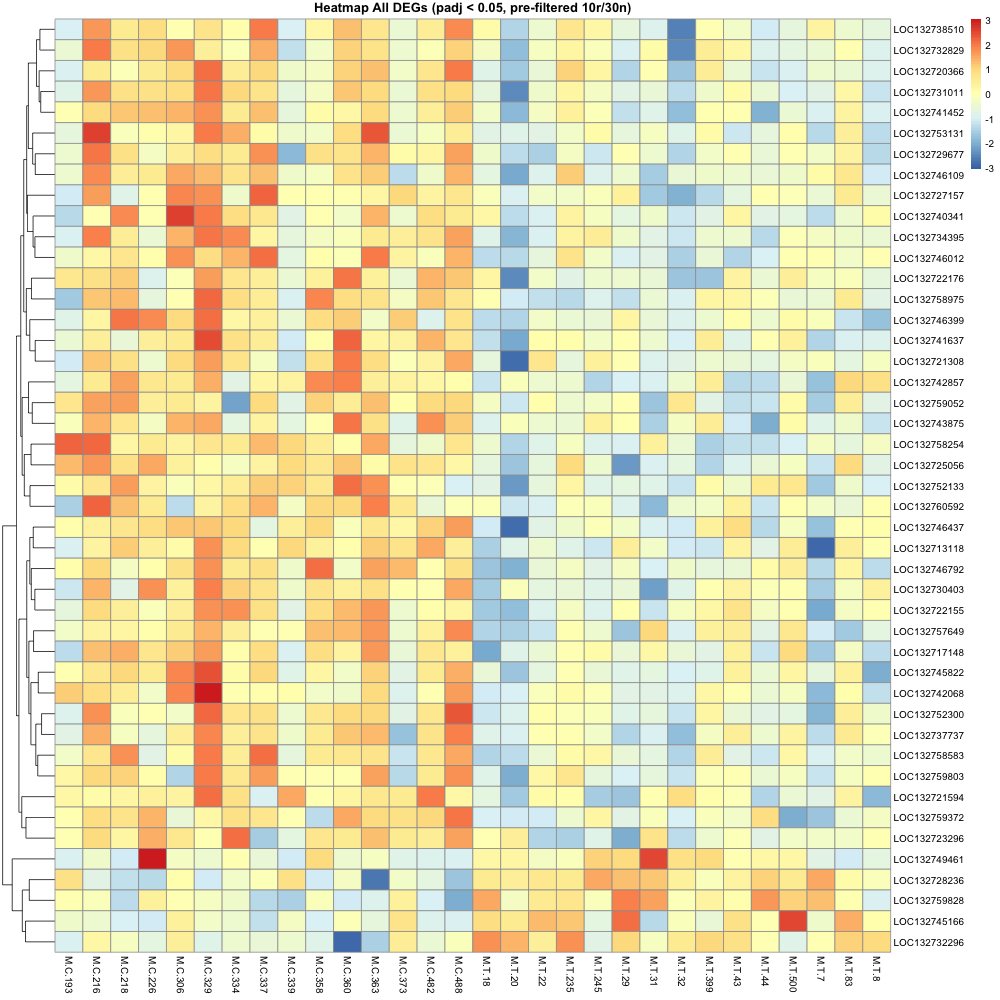 Heatmap All DEGs (padj < 0.05, pre-filtered 10r/30n)
3
2
1
0
-1
-2
-3
LOC132738510
LOC132732829
LOC132720366
LOC132731011
LOC132741452
LOC132753131
LOC132729677
LOC132746109
LOC132727157
LOC132740341
LOC132734395
LOC132746012
LOC132722176
LOC132758975
LOC132746399
LOC132741637
LOC132721308
LOC132742857
LOC132759052
LOC132743875
LOC132758254
LOC132725056
LOC132752133
LOC132760592
LOC132746437
LOC132713118
LOC132746792
LOC132730403
LOC132722155
LOC132757649
LOC132717148
LOC132745822
LOC132742068
LOC132752300
LOC132737737
LOC132758583
LOC132759803
LOC132721594
LOC132759372
LOC132723296
LOC132749461
LOC132728236
LOC132759828
LOC132745166
LOC132732296
M.C.193
M.C.216
M.C.218
M.C.226
M.C.306
M.C.329
M.C.334
M.C.337
M.C.339
M.C.358
M.C.360
M.C.363
M.C.373
M.C.482
M.C.488
M.T.18
M.T.20
M.T.22
M.T.235
M.T.245
M.T.29
M.T.31
M.T.32
M.T.399
M.T.43
M.T.44
M.T.500
M.T.7
M.T.83
M.T.8